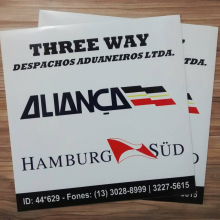 THREE WAY
DESPACHOS ADUANEIROS LTDA.
ALIANÇA
HAMBURG SÜD
ID: 44*629 - Fones: (13) 3028-8999 | 3227-5615